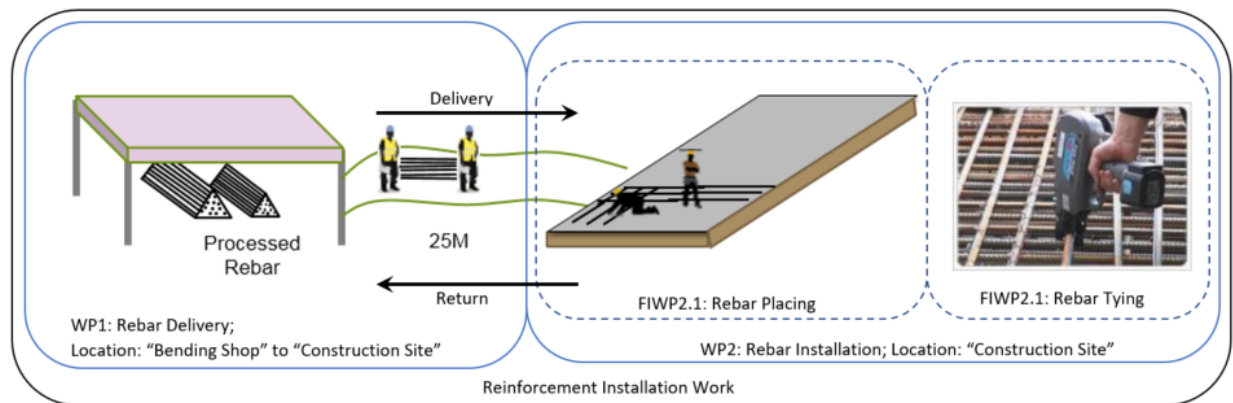 Delivery
Processed
Rebar
25M
Return
WP1: Rebar Delivery;
Location: “Bending Shop” to “Construction Site”
FIWP2.1: Rebar Placing
FIWP2.1: Rebar Tying
WP2: Rebar Installation; Location: “Construction Site”
Reinforcement Installation Work